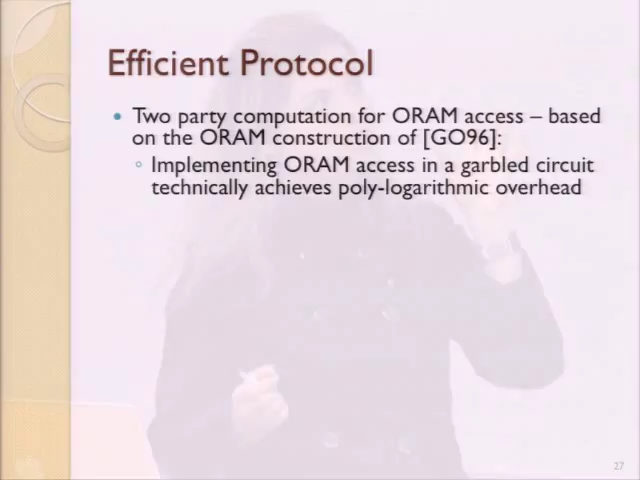 Efficient Protocol
• Two party computation for ORAM access – based
on the ORAM construction of [GO96]:
◦ Implementing ORAM access in a garbled circuit
technically achieves poly-logarithmic overhead
27